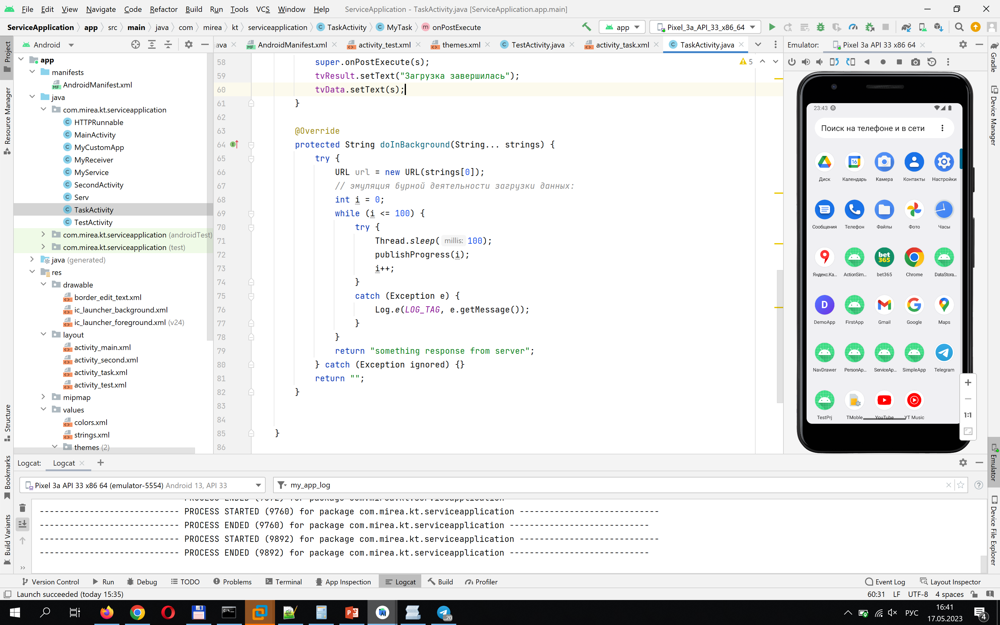 File Edit View Navigate Code Refactor Build Run Tools VCS Window Help ServiceApplication - TaskActivity.java [ServiceApplication.app.main]
ServiceApplication app src main java com mirea kt serviceapplication TaskActivity MyTask onPostExecute
app Pixel_3a_API_33_x86_64
Android
java AndroidManifest.xml activity_test.xml themes.xml TestActivity.java activity_task.xml TaskActivity.java
Emulator: Pixel 3a API 33 x86 64
Project
Resource Manager
Structure
Bookmarks
Build Variants
app
manifests
AndroidManifest.xml
java
com.mirea.kt.serviceapplication
HTTPRunnable
MainActivity
MyCustomApp
MyReceiver
MyService
SecondActivity
Serv
TaskActivity
TestActivity
com.mirea.kt.serviceapplication (androidTest)
com.mirea.kt.serviceapplication (test)
java (generated)
res
drawable
border_edit_text.xml
ic_launcher_background.xml
ic_launcher_foreground.xml (v24)
layout
activity_main.xml
activity_second.xml
activity_task.xml
activity_test.xml
mipmap
values
colors.xml
strings.xml
themes (2)
5
58 super.onPostExecute(s);
59 tvResult.setText("Загрузка завершилась");
60 tvData.setText(s);
61 }
62
63 @Override
64 protected String doInBackground(String... strings) {
65 try {
66 URL url = new URL(strings[0]);
67 // эмуляция бурной деятельности загрузки данных:
68 int i = 0;
69 while (i <= 100) {
70 try {
71 Thread.sleep( millis: 100);
72 publishProgress(i);
73 i++;
74 }
75 catch (Exception e) {
76 Log.e(LOG_TAG, e.getMessage());
77 }
78 }
79 return "something response from server";
80 } catch (Exception ignored) {}
81 return "";
82 }
83
84
85 }
86
23:43
Поиск на телефоне и в сети
16
Диск Календарь Камера Контакты Настройки
Сообщения Телефон Файлы Фото Часы
bet365
Яндекс.Ка... ActionSim... bet365 Chrome DataStora...
D
DemoApp FirstApp Gmail Google Maps
NavDrawer PersonAp... ServiceAp... SimpleApp Telegram
TestPrj TMoble YouTube YT Music
1:1
Gradle
Device Manager
Emulator
Device File Explorer
Logcat: Logcat
Pixel 3a API 33 x86 64 (emulator-5554) Android 13, API 33
my_app_log
---------------------------- PROCESS STARTED (9760) for package com.mirea.kt.serviceapplication ----------------------------
---------------------------- PROCESS ENDED (9760) for package com.mirea.kt.serviceapplication ----------------------------
---------------------------- PROCESS STARTED (9892) for package com.mirea.kt.serviceapplication ----------------------------
---------------------------- PROCESS ENDED (9892) for package com.mirea.kt.serviceapplication ----------------------------
Version Control Run Debug TODO Problems Terminal App Inspection Logcat Build Profiler Event Log Layout Inspector
Launch succeeded (today 15:35) 60:31 LF UTF-8 4 spaces
..20
РУС
16:41
17.05.2023
4